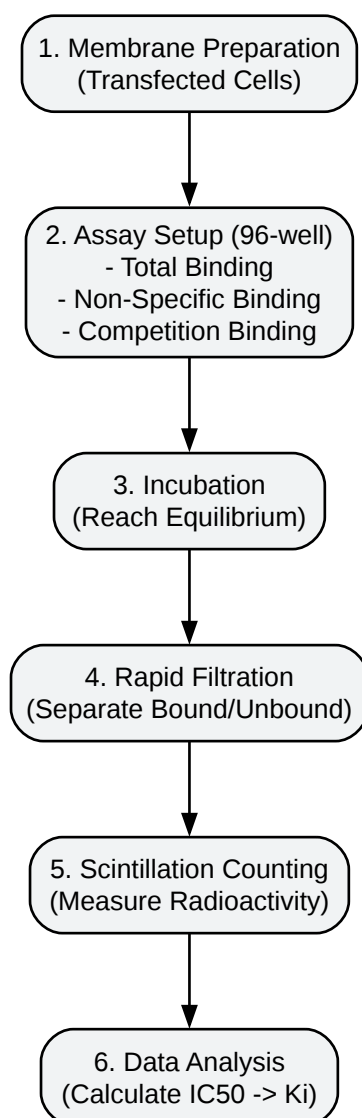 1. Membrane Preparation
(Transfected Cells)
2. Assay Setup (96-well)
- Total Binding
- Non-Specific Binding
- Competition Binding
3. Incubation
(Reach Equilibrium)
4. Rapid Filtration
(Separate Bound/Unbound)
5. Scintillation Counting
(Measure Radioactivity)
6. Data Analysis
(Calculate IC50 -> Ki)